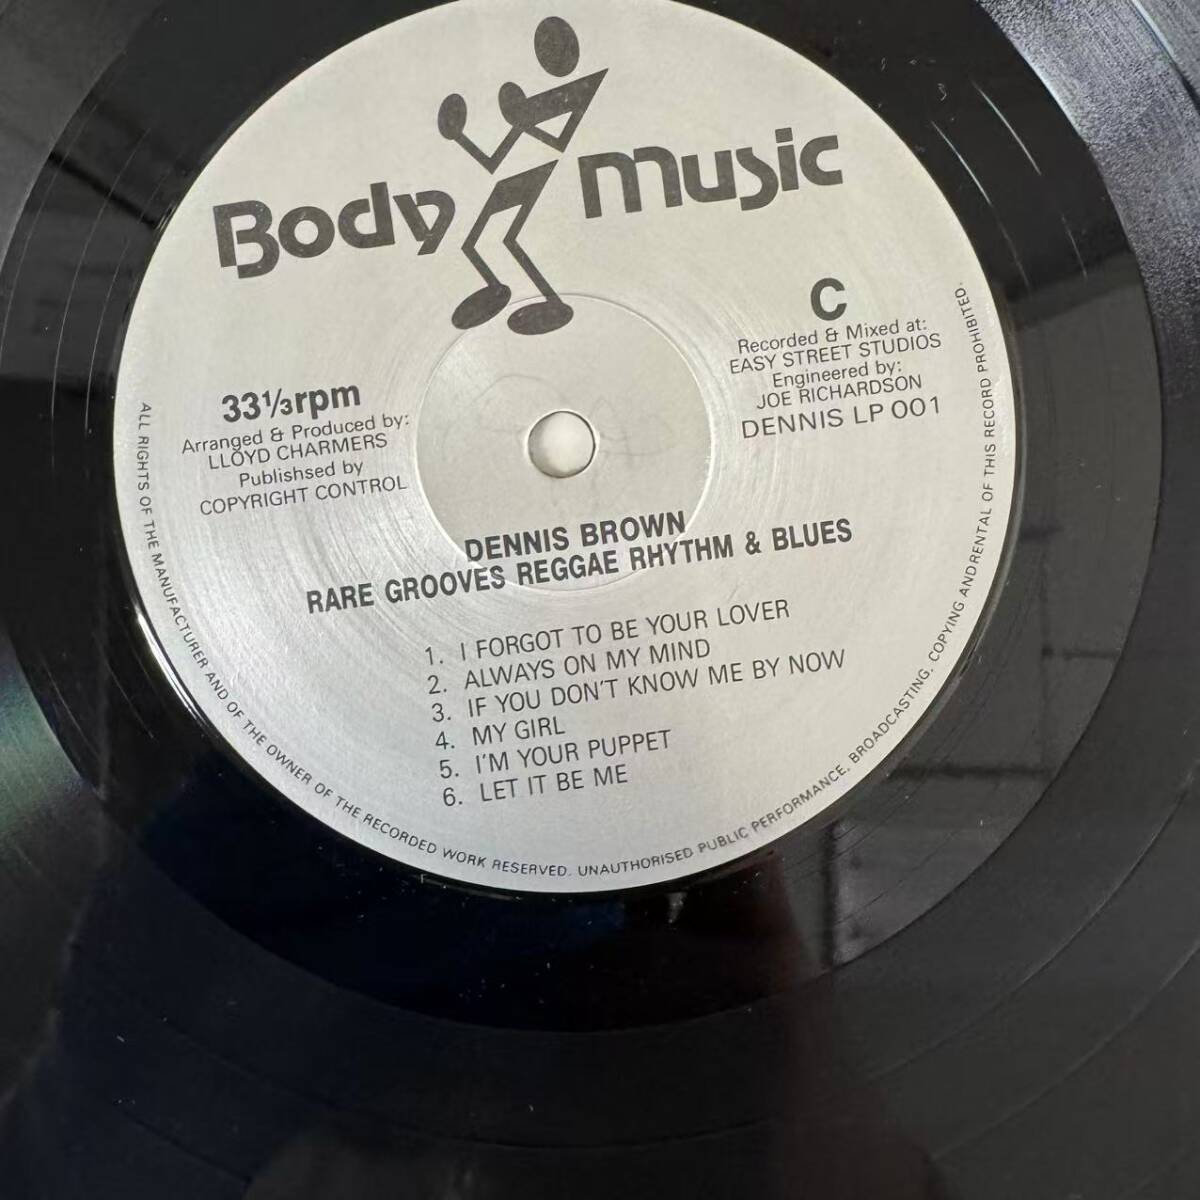 Body Music
C
Recorded & Mixed at:
EASY STREET STUDIOS
Engineered by:
JOE RICHARDSON
DENNIS LP 001
33⅓rpm
Arranged & Produced by:
LLOYD CHARMERS
Publishsed by
COPYRIGHT CONTROL
DENNIS BROWN
RARE GROOVES REGGAE RHYTHM & BLUES
1. I FORGOT TO BE YOUR LOVER
2. ALWAYS ON MY MIND
3. IF YOU DON'T KNOW ME BY NOW
4. MY GIRL
5. I'M YOUR PUPPET
6. LET IT BE ME
ALL RIGHTS OF THE MANUFACTURER AND OF THE OWNER OF THE RECORDED WORK RESERVED. UNAUTHORISED PUBLIC PERFORMANCE, BROADCASTING, COPYING ANDRENTAL OF THIS RECORD PROHIBITED.